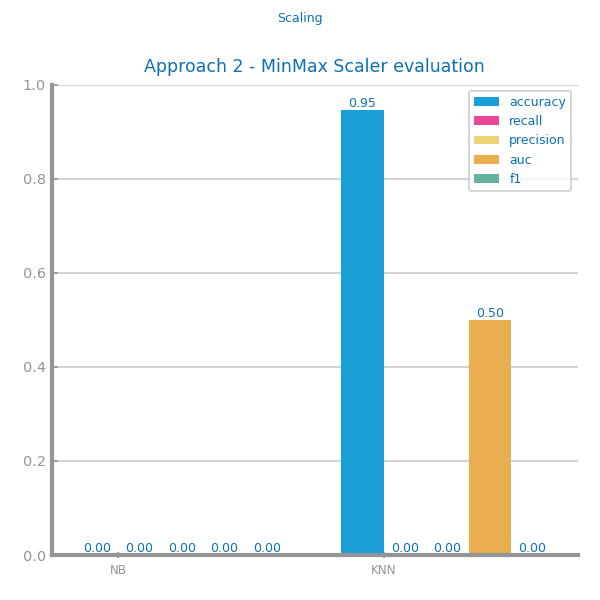 Scaling
Approach 2 - MinMax Scaler evaluation
1.0
0.8
0.6
0.4
0.2
0.0
0.95
0.50
0.00 0.00 0.00 0.00 0.00 0.00 0.00 0.00
NB KNN
accuracy
recall
precision
auc
f1